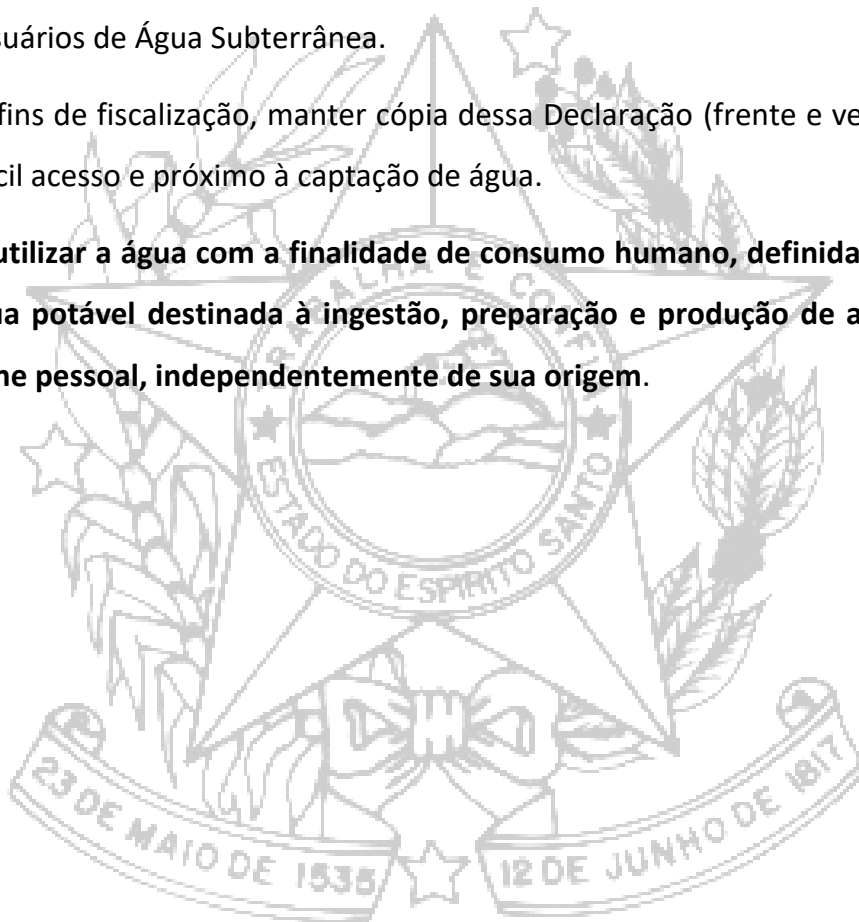 suários de Água Subterrânea.
fins de fiscalização, manter cópia dessa Declaração (frente e ve
cil acesso e próximo à captação de água.
utilizar a água com a finalidade de consumo humano, definida
ua potável destinada à ingestão, preparação e produção de a
ne pessoal, independentemente de sua origem.
TRABALHA E CONFIA
ESTADO DO ESPIRITO SANTO
23 DE MAIO DE 1535
12 DE JUNHO DE 1817